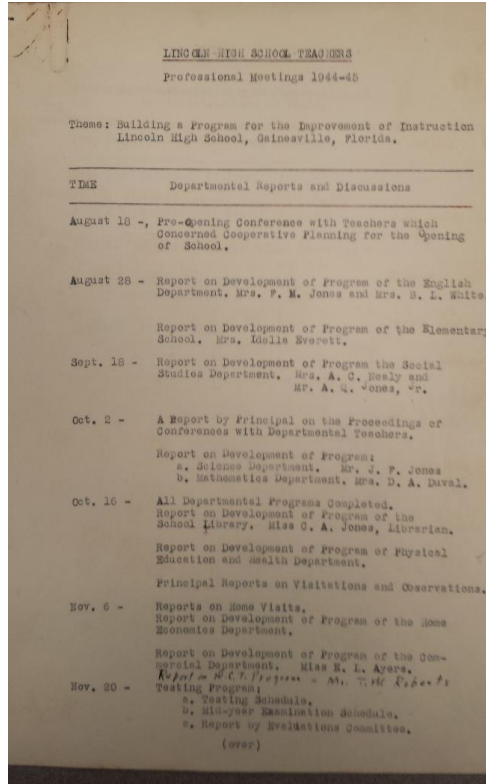 LINCOLN HIGH SCHOOL TEACHERS
Professional Meetings 1944-45
Theme: Building a Program for the Improvement of Instruction
Lincoln High School, Gainesville, Florida.
TIME Departmental Reports and Discussions
August 18 -, Pre-Opening Conference with Teachers which
Concerned Cooperative Planning for the Opening
of School.
August 28 - Report on Development of Program of the English
Department. Mrs. F. M. Jones and Mrs. B. L. White
Report on Development of Program of the Elementary
School. Mrs. Idella Everett.
Sept. 18 - Report on Development of Program the Social
Studies Department. Mrs. A. C. Nealy and
Mr. A. Q. Jones, Jr.
Oct. 2 - A Report by Principal on the Proceedings of
Conferences with Departmental Teachers.
Report on Development of Program:
a. Science Department. Mr. J. F. Jones
b. Mathematics Department. Mrs. D. A. Duval.
Oct. 16 - All Departmental Programs Completed.
Report on Development of Program of the
School Library. Miss C. A. Jones, Librarian.
Report on Development of Program of Physical
Education and Health Department.
Principal Reports on Visitations and Observations.
Nov. 6 - Reports on Home Visits.
Report on Development of Program of the Home
Economics Department.
Report on Development of Program of the Com-
mercial Department. Miss E. L. Ayers.
Report on Program - Mr. T. W. Roberts
Nov. 20 - Testing Program:
a. Testing Schedule.
b. Mid-year Examination Schedule.
c. Report by Evaluations Committee.
(over)